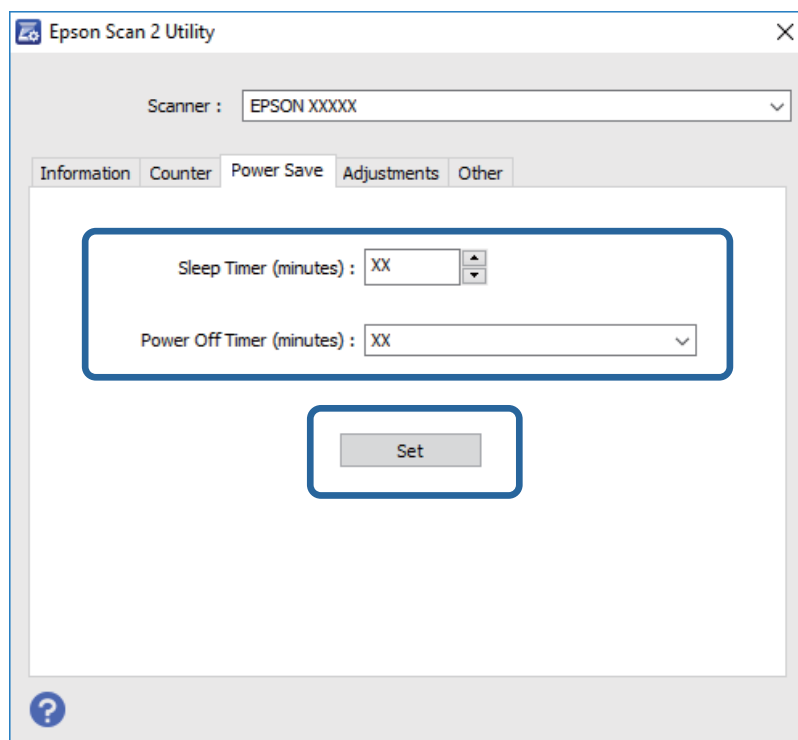 Epson Scan 2 Utility
Scanner : EPSON XXXXX
Information Counter Power Save Adjustments Other
Sleep Timer (minutes) : XX
Power Off Timer (minutes) : XX
Set
?